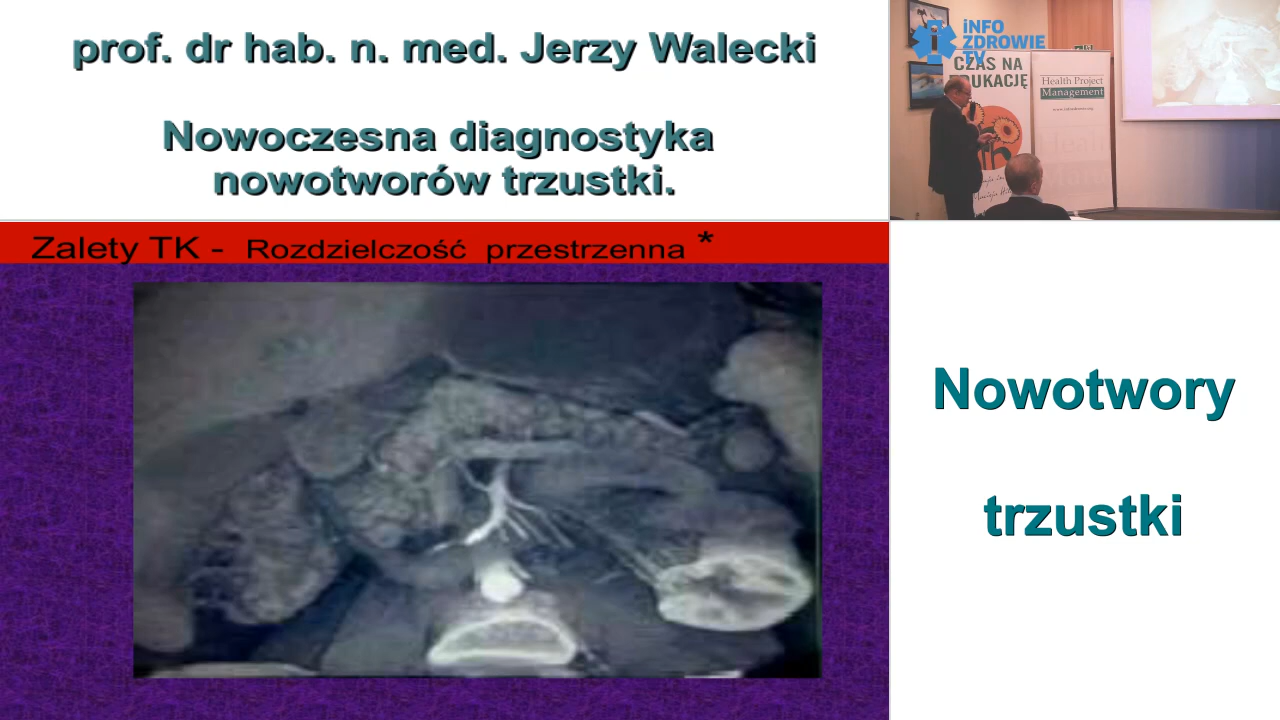 prof. dr hab. n. med. Jerzy Walecki
Nowoczesna diagnostyka
nowotworów trzustki.
iNFO
ZDROWIE
TV
CZAS NA
EDUKACJĘ
Health Project
Management
Zalety TK - Rozdzielczość przestrzenna *
Nowotwory
trzustki